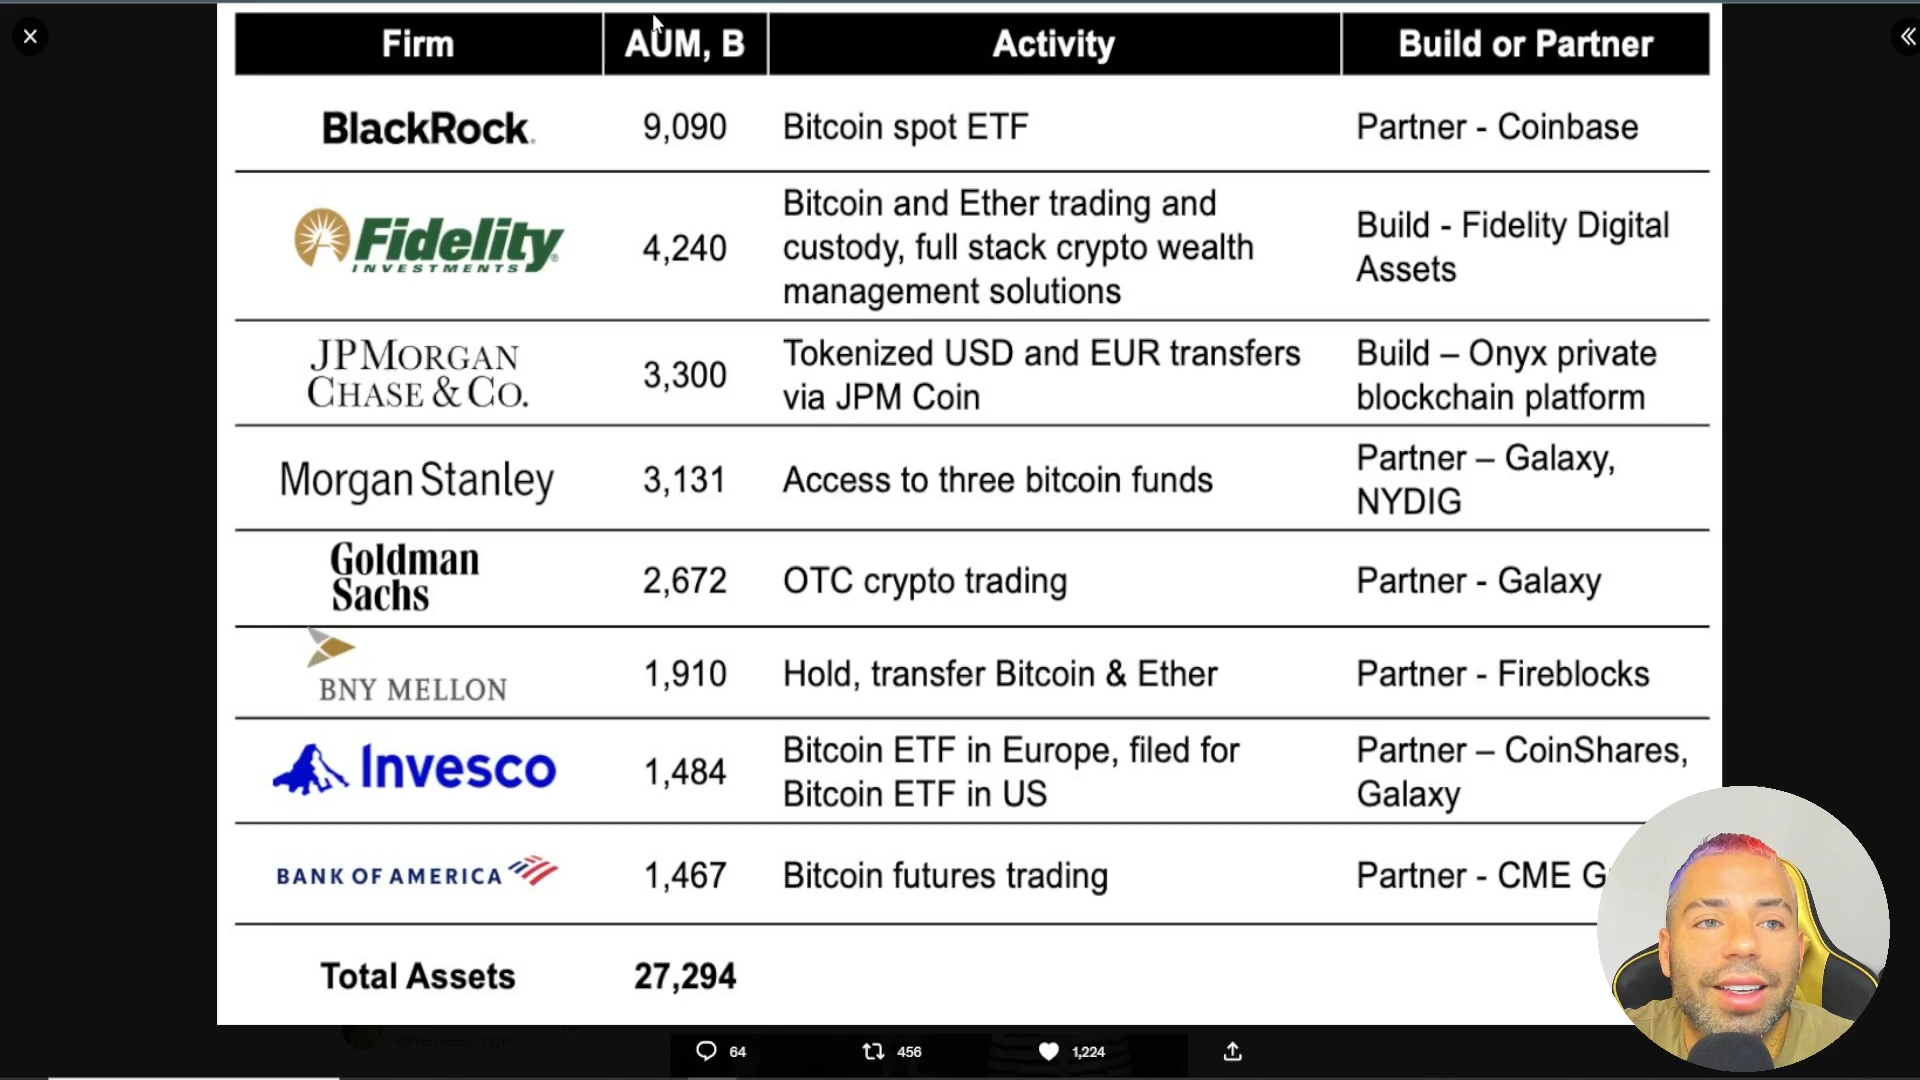 Firm AUM, B Activity Build or Partner
BlackRock. 9,090 Bitcoin spot ETF Partner - Coinbase
Fidelity
INVESTMENTS
4,240
Bitcoin and Ether trading and
custody, full stack crypto wealth
management solutions
Build - Fidelity Digital
Assets
JPMORGAN
CHASE & CO.
3,300
Tokenized USD and EUR transfers
via JPM Coin
Build – Onyx private
blockchain platform
Morgan Stanley 3,131 Access to three bitcoin funds
Partner – Galaxy,
NYDIG
Goldman
Sachs
2,672 OTC crypto trading Partner - Galaxy
BNY MELLON 1,910 Hold, transfer Bitcoin & Ether Partner - Fireblocks
Invesco 1,484
Bitcoin ETF in Europe, filed for
Bitcoin ETF in US
Partner – CoinShares,
Galaxy
BANK OF AMERICA 1,467 Bitcoin futures trading Partner - CME
Total Assets 27,294
64 456 1,224